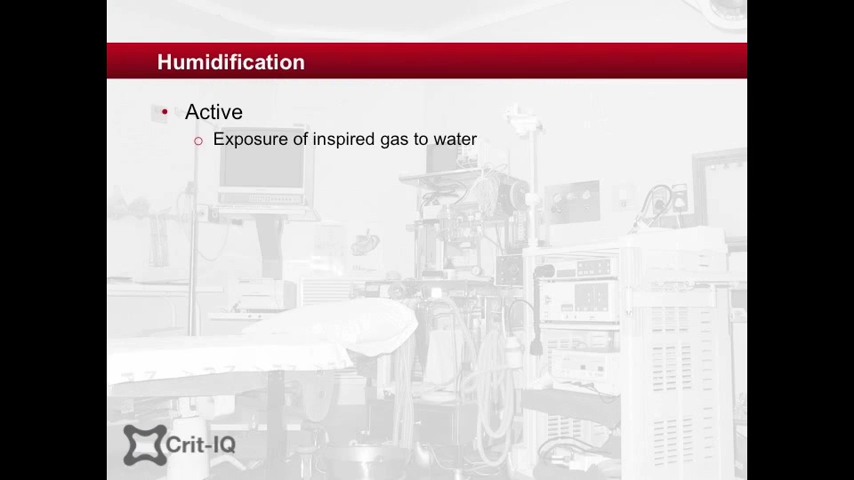 Humidification
• Active
o Exposure of inspired gas to water
Crit-IQ